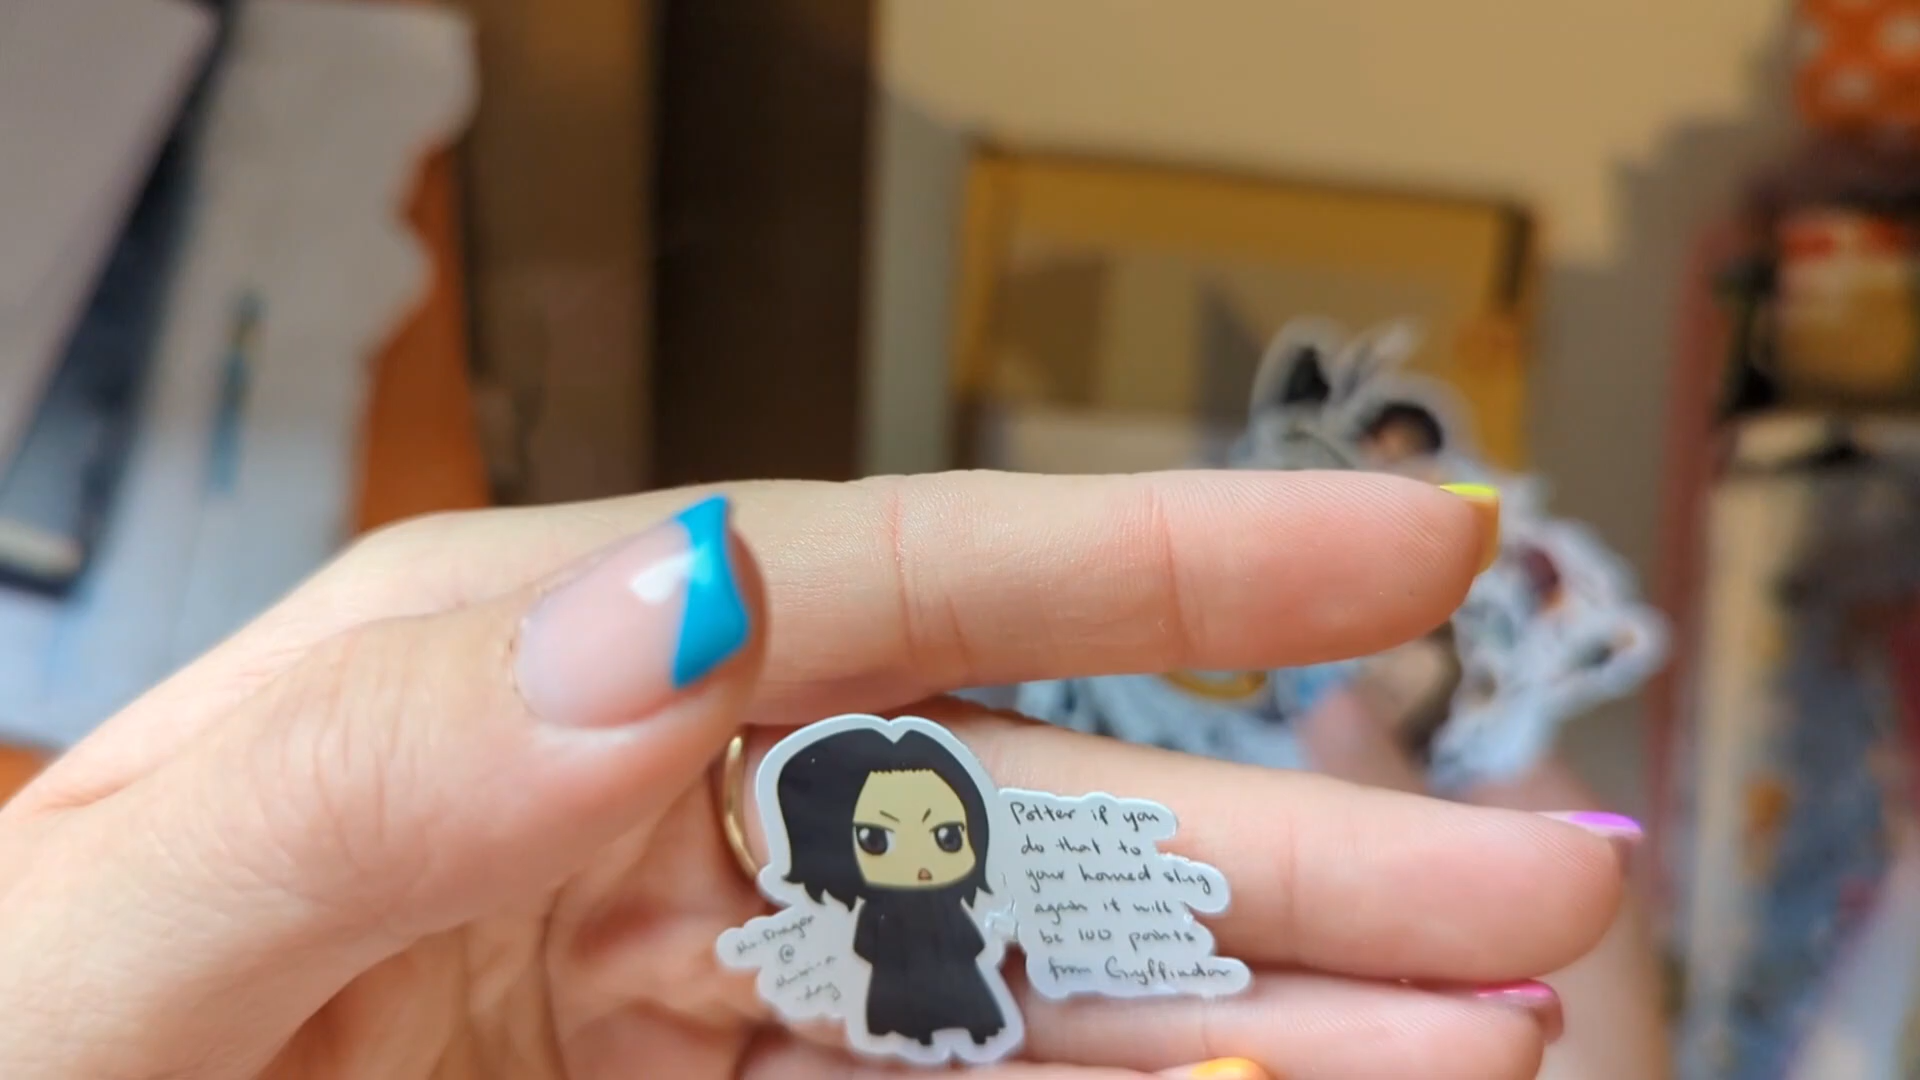 Potter if you
do that to
your horned slug
again it will
be 100 points
from Gryffindor
@